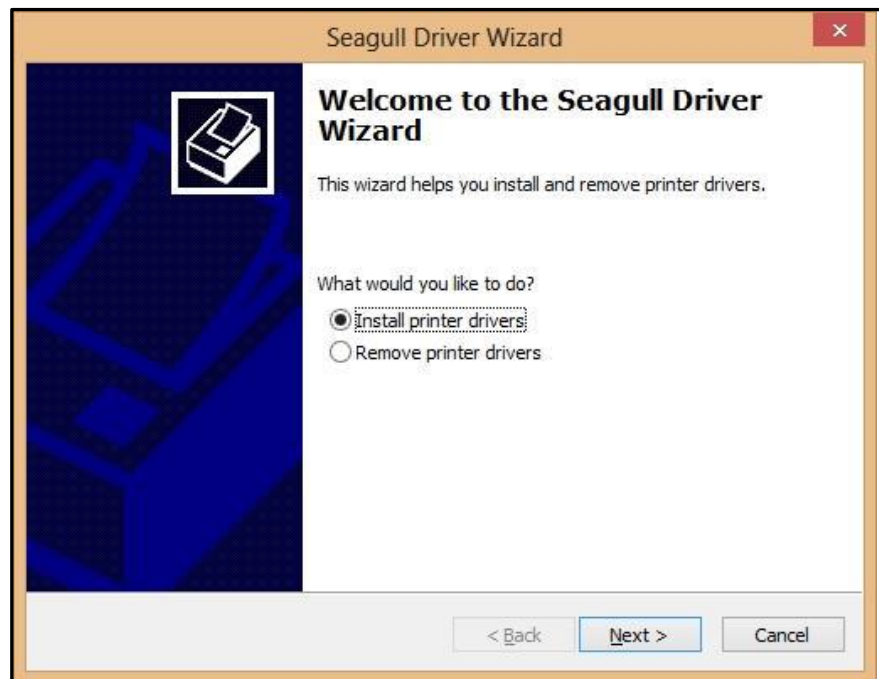 Seagull Driver Wizard
Welcome to the Seagull Driver
Wizard
This wizard helps you install and remove printer drivers.
What would you like to do?
Install printer drivers
Remove printer drivers
< Back
Next >
Cancel